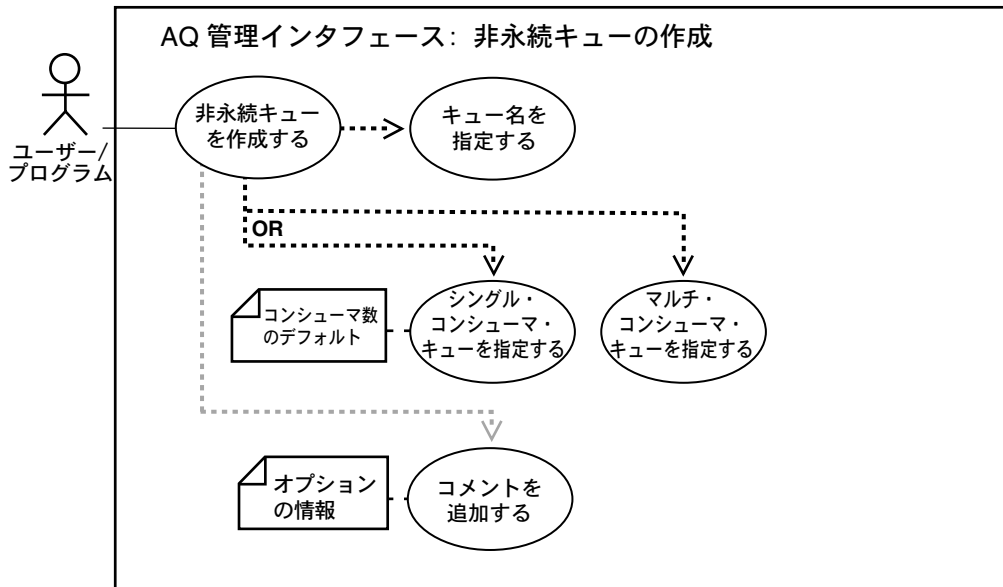 AQ 管理インタフェース： 非永続キューの作成
ユーザー/
プログラム
非永続キュー
を作成する
キュー名を
指定する
OR
コンシューマ数
のデフォルト
シングル・
コンシューマ・
キューを指定する
マルチ・
コンシューマ・
キューを指定する
オプション
の情報
コメントを
追加する